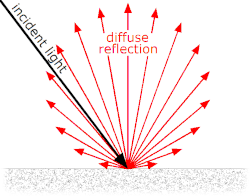 incident light
diffuse
reflection